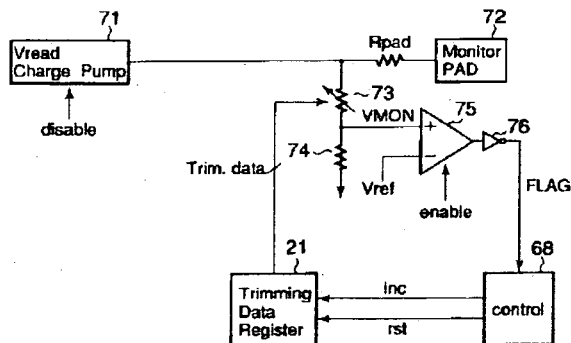 71
72
Vread
Charge Pump
Rpad
Monitor
PAD
73
75
VMON
76
disable
74
+
−
Trim. data
Vref
enable
FLAG
21
68
Trimming
Data
Register
inc
control
rst